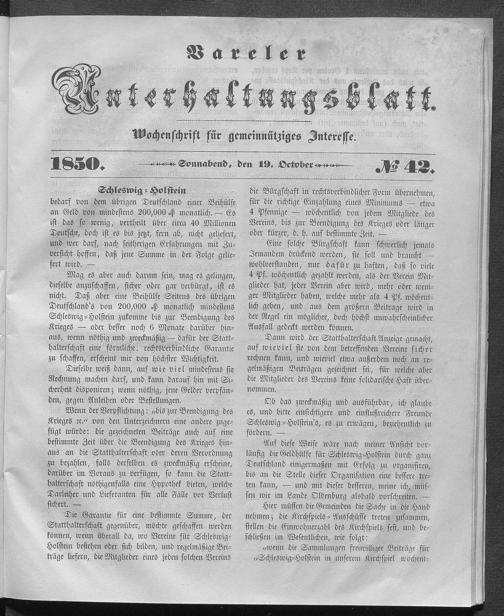 Vareler
Unterhaltungsblatt.
Wochenschrift für gemeinnütziges Interesse.
1850.
Sonnabend, den 19. October
№ 42.
Schleswig-Holstein
bedarf von dem übrigen Deutschland einer Beihülfe
an Geld von mindestens 200,000 ₰ monatlich. — Es
ist das so wenig, vertheilt über circa 40 Millionen
Deutsche, doch ist es bis jetzt, fern ab, nicht geliefert,
und wer darf, nach seitherigen Erfahrungen mit Zu-
versicht hoffen, daß jene Summe in der Folge gelie-
fert wird. —
Mag es aber auch darum sein, mag es gelingen,
dieselbe anzuschaffen, sicher oder gar verbürgt, ist es
nicht. Daß aber eine Beihülfe Seitens des übrigen
Deutschland's von 200,000 ₰ monatlich mindestend
Schleswig-Holstein zukomme bis zur Beendigung des
Krieges — oder besser noch 6 Monate darüber hin-
aus, wenn nöthig und zweckmäßig — dafür der Statt-
halterschaft eine förmliche, rechtsverbindliche Garantie
zu schaffen, erscheint mir von höchster Wichtigkeit.
Dieselbe weiß dann, auf wie viel mindestens sie
Rechnung machen darf, und kann darauf hin mit Si-
cherheit disponiren; wenn nöthig, jene Gelder verpfän-
den, gegen Anleihen oder Bestellungen.
Wenn der Verpflichtung: „bis zur Beendigung des
Krieges ꝛc." von den Unterzeichnern eine andere zuge-
fügt würde: die gezeichneten Beiträge auch auf eine
bestimmte Zeit über die Beendigung des Krieges hin-
aus an die Statthalterschaft oder deren Verordnung
zu bezahlen, falls derselben es zweckmäßig erscheint,
darüber im Voraus zu verfügen, so kann die Statt-
halterschaft nöthigenfalls eine Hypothek bieten, welche
Darleiher und Lieferanten für alle Fälle vor Verlust
sichert. —
Die Garantie für eine bestimmte Summe, der
Statthalterschaft gegenüber, möchte geschaffen werden
können, wenn überall da, wo Vereine für Schleswig-
Holstein bestehen oder sich bilden, und regelmäßige Bei-
träge liefern, die Mitglieder eines jeden solchen Vereins
die Bürgschaft in rechtsverbindlicher Form übernehmen,
für die richtige Einzahlung eines Minimums — etwa
4 Pfennige — wöchentlich von jedem Mitgliede des
Vereins, bis zur Beendigung des Krieges oder länger
oder kürzer, d. h. auf bestimmte Zeit. —
Eine solche Bürgschaft kann schwerlich jemals
Jemanden drückend werden, sie soll und braucht —
wohlverstanden, nur dafür zu haften, daß so viele
4 Pf. wöchentlich gezahlt werden, als der Verein Mit-
glieder hat, jeder Verein aber wird, mehr oder weni-
ger Mitglieder haben, welche mehr als 4 Pf. wöchent-
lich geben, und aus den größern Beiträge wird in
der Regel ein möglicher, doch höchst unwahrscheinlicher
Ausfall gedeckt werden können.
Dann wird der Statthalterschaft Anzeige gemacht,
auf wieviel sie von dem betreffenden Vereine sicher
rechnen kann, und wieviel etwa außerdem noch an re-
gelmäßigen Beiträgen gezeichnet sei, für welche aber
die Mitglieder des Vereins keine solidarische Haft über-
nommen.
Ob das zweckmäßig und ausführbar, ich glaube
es, und bitte einsichtigere und einflußreichere Freunde
Schleswig-Holstein's, es zu erwägen, beziehentlich zu
fördern. —
Auf diese Weise wäre nach meiner Ansicht vor-
läufig die Geldhülfe für Schleswig-Holstein durch ganz
Deutschland einigermaßen mit Erfolg zu organisiren,
bis an die Stelle dieser Organisation eine bessere tre-
ten kann, — und mit dieser besseren, meine ich, müs-
sen wir im Lande Oldenburg alsbald vorschreiten. —
Hier müssen die Gemeinden die Sache in die Hand
nehmen; die Kirchspiels-Ausschüsse treten zusammen,
stellen die Einwohnerzahl des Kirchspiels fest, und be-
schließen im Wesentlichen, wie folgt:
„wenn die Sammlungen freiwilliger Beiträge für
„Schleswig-Holstein in unserem Kirchspiel wöchent-